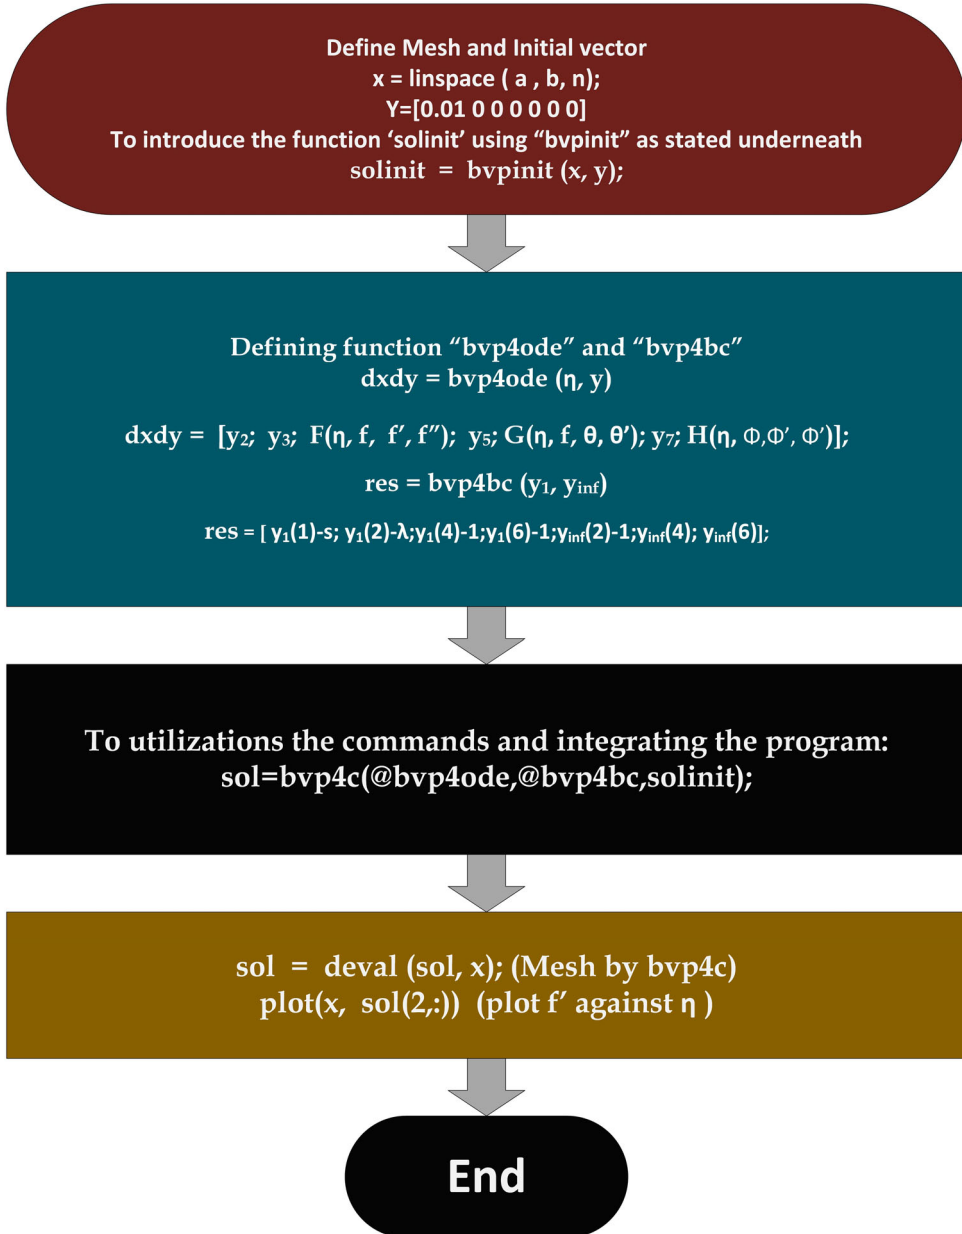 Define Mesh and Initial vector
x = linspace ( a , b, n);
Y=[0.01 0 0 0 0 0 0]
To introduce the function ‘solinit’ using “bvpinit” as stated underneath
solinit = bvpinit (x, y);
Defining function “bvp4ode” and “bvp4bc”
dxdy = bvp4ode (η, y)
dxdy = [y₂; y₃; F(η, f, f′, f″); y₅; G(η, f, θ, θ′); y₇; H(η, Φ,Φ′, Φ′)];
res = bvp4bc (y₁, yᵢₙf)
res = [ y₁(1)-s; y₁(2)-λ;y₁(4)-1;y₁(6)-1;yᵢₙf(2)-1;yᵢₙf(4); yᵢₙf(6)];
To utilizations the commands and integrating the program:
sol=bvp4c(@bvp4ode,@bvp4bc,solinit);
sol = deval (sol, x); (Mesh by bvp4c)
plot(x, sol(2,:)) (plot f′ against η )
End